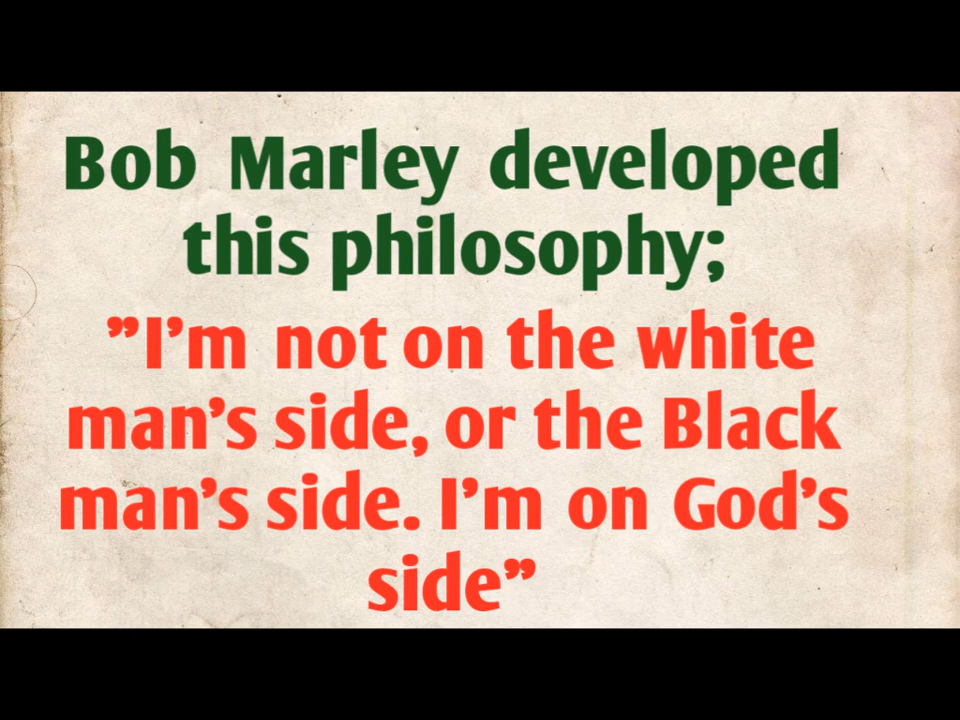 Bob Marley developed
this philosophy;
”I’m not on the white
man’s side, or the Black
man’s side. I’m on God’s
side”